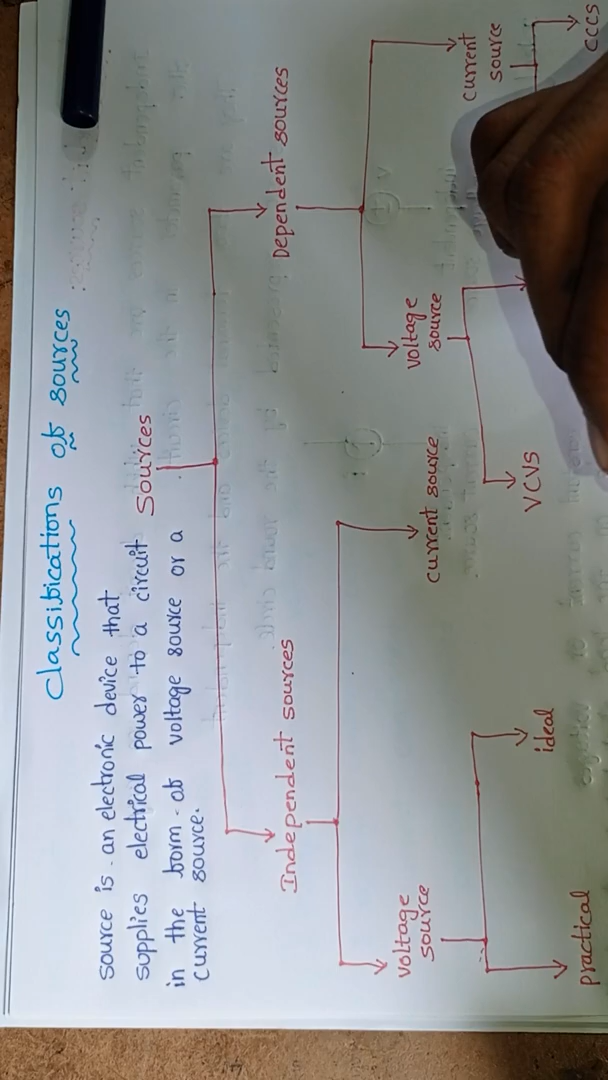 classifications of sources
source is an electronic device that
supplies electrical power to a circuit
in the form of voltage source or a
current source.
Sources
Independent sources
Dependent sources
voltage
source
current source
voltage
source
current
source
practical
ideal
VCVS
CCCS